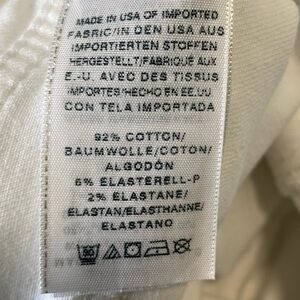 MADE IN USA OF IMPORTED
FABRIC/IN DEN USA AUS
IMPORTIERTEN STOFFEN
HERGESTELLT/FABRIQUÉ AUX
E.-U. AVEC DES TISSUS
IMPORTÉS/HECHO EN EE.UU
CON TELA IMPORTADA
92% COTTON/
BAUMWOLLE/COTON/
ALGODÓN
6% ELASTERELL-P
2% ELASTANE/
ELASTAN/ELASTHANNE/
ELASTANO